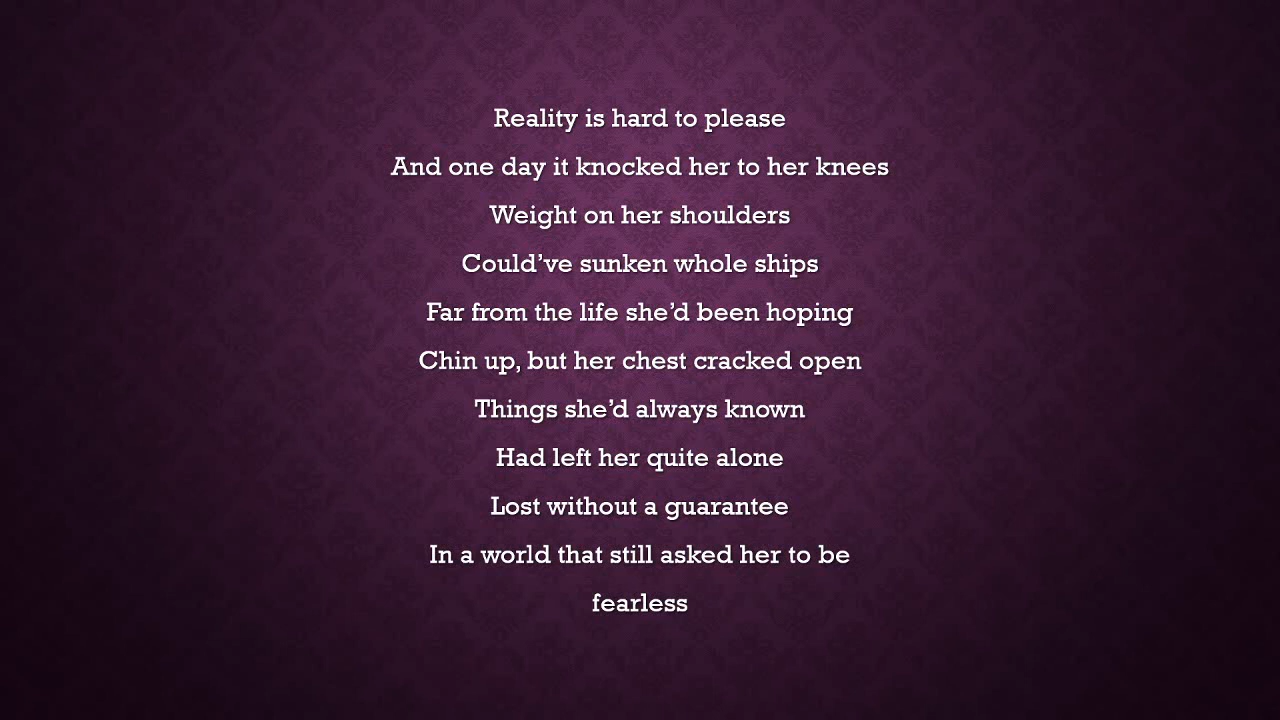 Reality is hard to please
And one day it knocked her to her knees
Weight on her shoulders
Could’ve sunken whole ships
Far from the life she’d been hoping
Chin up, but her chest cracked open
Things she’d always known
Had left her quite alone
Lost without a guarantee
In a world that still asked her to be
fearless